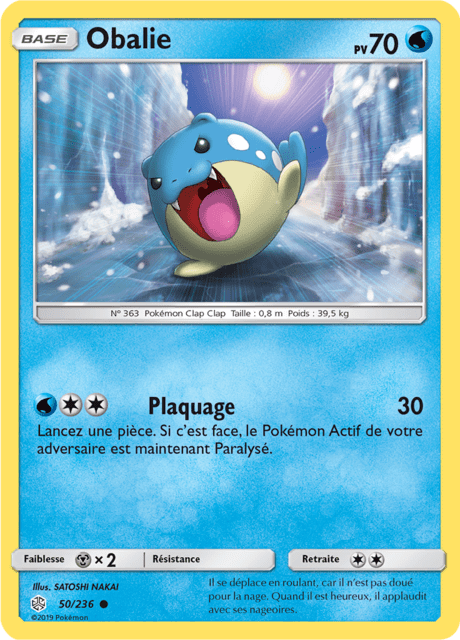 BASE Obalie PV70
N° 363 Pokémon Clap Clap Taille : 0,8 m Poids : 39,5 kg
Plaquage 30
Lancez une pièce. Si c'est face, le Pokémon Actif de votre
adversaire est maintenant Paralysé.
Faiblesse ×2 Résistance Retraite
Illus. SATOSHI NAKAI
50/236
©2019 Pokémon
Il se déplace en roulant, car il n'est pas doué
pour la nage. Quand il est heureux, il applaudit
avec ses nageoires.